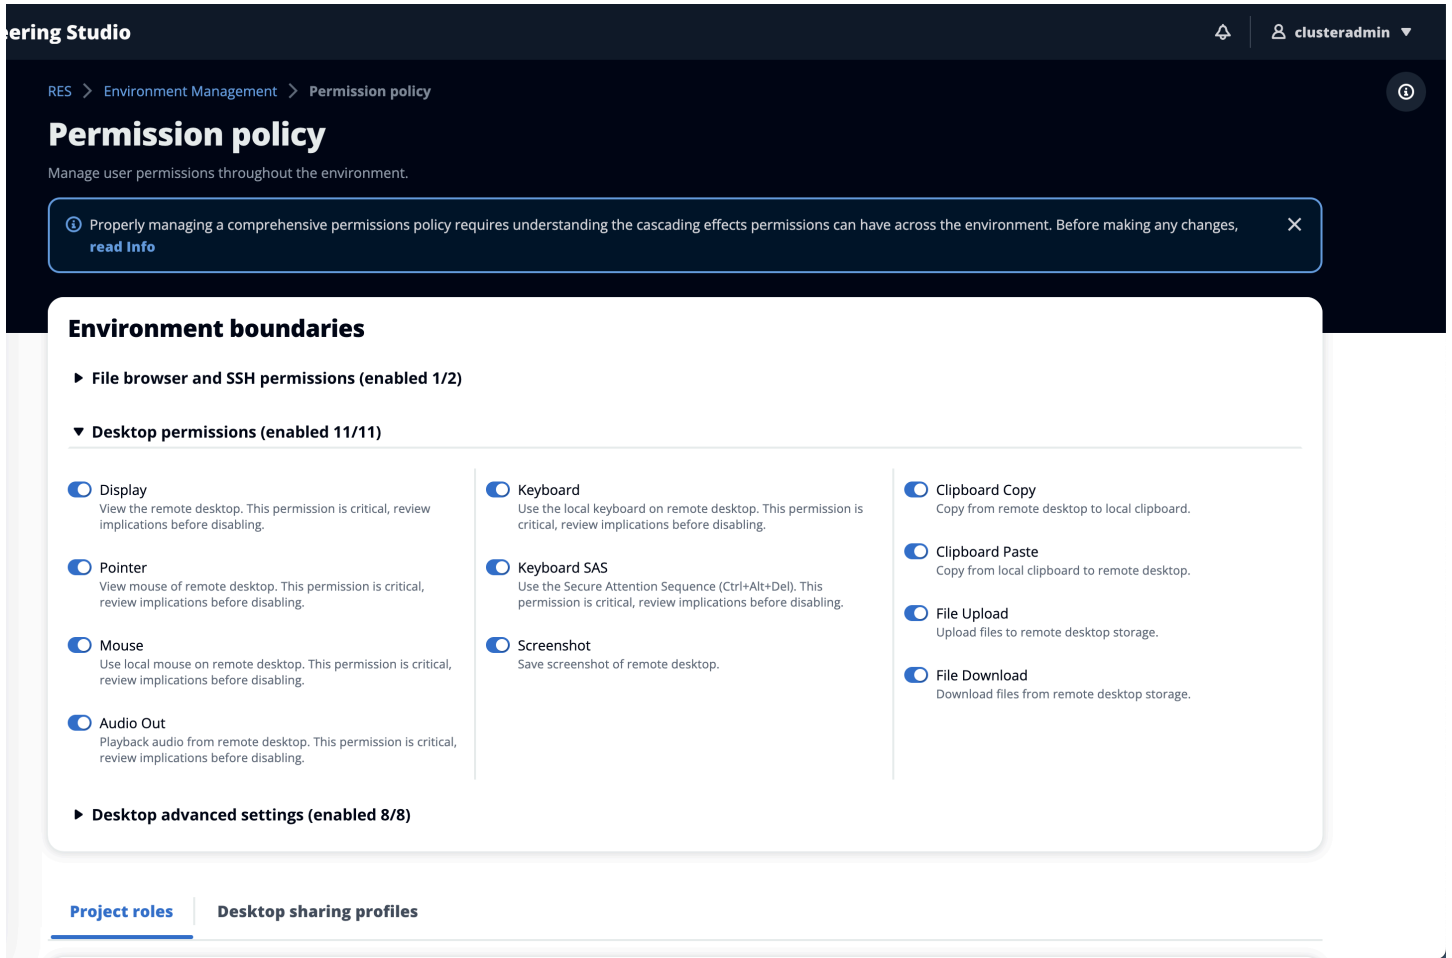 eering Studio
clusteradmin
RES > Environment Management > Permission policy
Permission policy
Manage user permissions throughout the environment.
Properly managing a comprehensive permissions policy requires understanding the cascading effects permissions can have across the environment. Before making any changes,
read Info
Environment boundaries
File browser and SSH permissions (enabled 1/2)
Desktop permissions (enabled 11/11)
Display
View the remote desktop. This permission is critical, review
implications before disabling.
Pointer
View mouse of remote desktop. This permission is critical,
review implications before disabling.
Mouse
Use local mouse on remote desktop. This permission is critical,
review implications before disabling.
Audio Out
Playback audio from remote desktop. This permission is critical,
review implications before disabling.
Keyboard
Use the local keyboard on remote desktop. This permission is
critical, review implications before disabling.
Keyboard SAS
Use the Secure Attention Sequence (Ctrl+Alt+Del). This
permission is critical, review implications before disabling.
Screenshot
Save screenshot of remote desktop.
Clipboard Copy
Copy from remote desktop to local clipboard.
Clipboard Paste
Copy from local clipboard to remote desktop.
File Upload
Upload files to remote desktop storage.
File Download
Download files from remote desktop storage.
Desktop advanced settings (enabled 8/8)
Project roles
Desktop sharing profiles